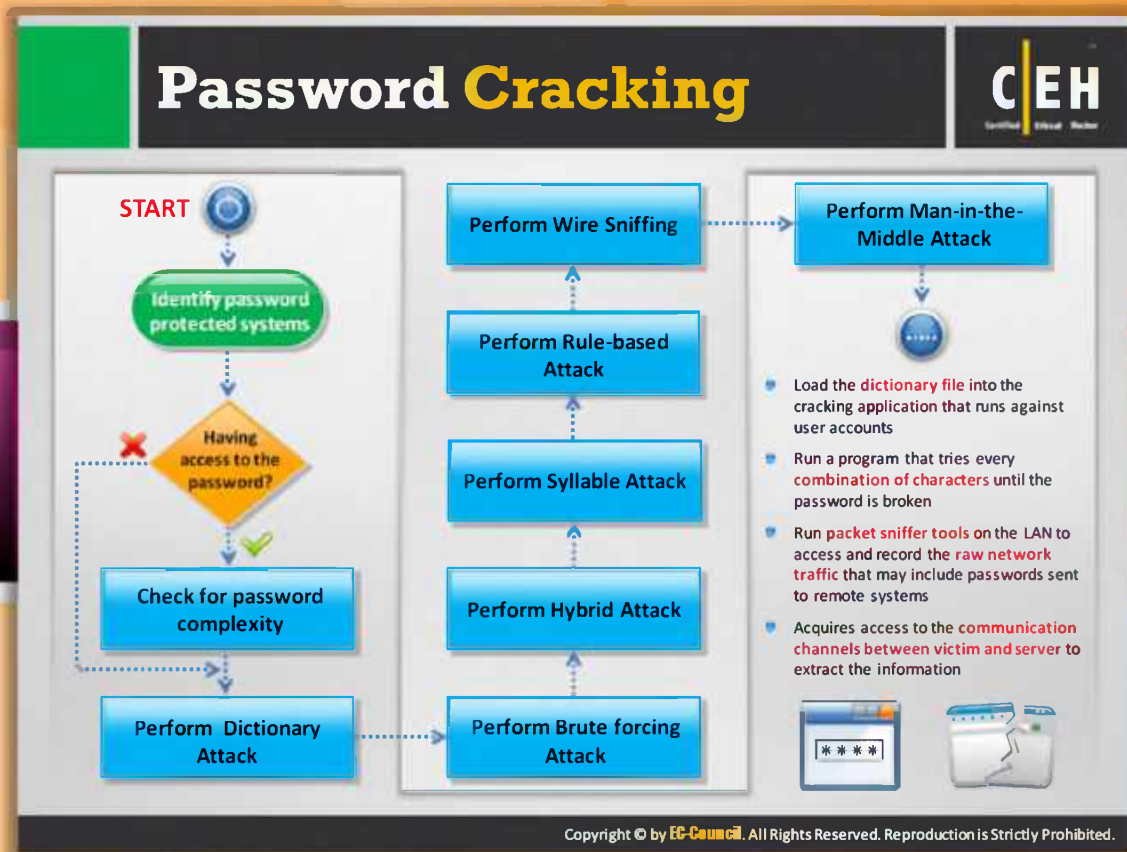 Password Cracking
C EH
Certified Ethical Hacker
START
Identify password
protected systems
Having
access to the
password?
Check for password
complexity
Perform Dictionary
Attack
Perform Brute forcing
Attack
Perform Hybrid Attack
Perform Syllable Attack
Perform Rule-based
Attack
Perform Wire Sniffing
Perform Man-in-the-
Middle Attack
Load the dictionary file into the
cracking application that runs against
user accounts
Run a program that tries every
combination of characters until the
password is broken
Run packet sniffer tools on the LAN to
access and record the raw network
traffic that may include passwords sent
to remote systems
Acquires access to the communication
channels between victim and server to
extract the information
****
Copyright © by EC-Council. All Rights Reserved. Reproduction is Strictly Prohibited.